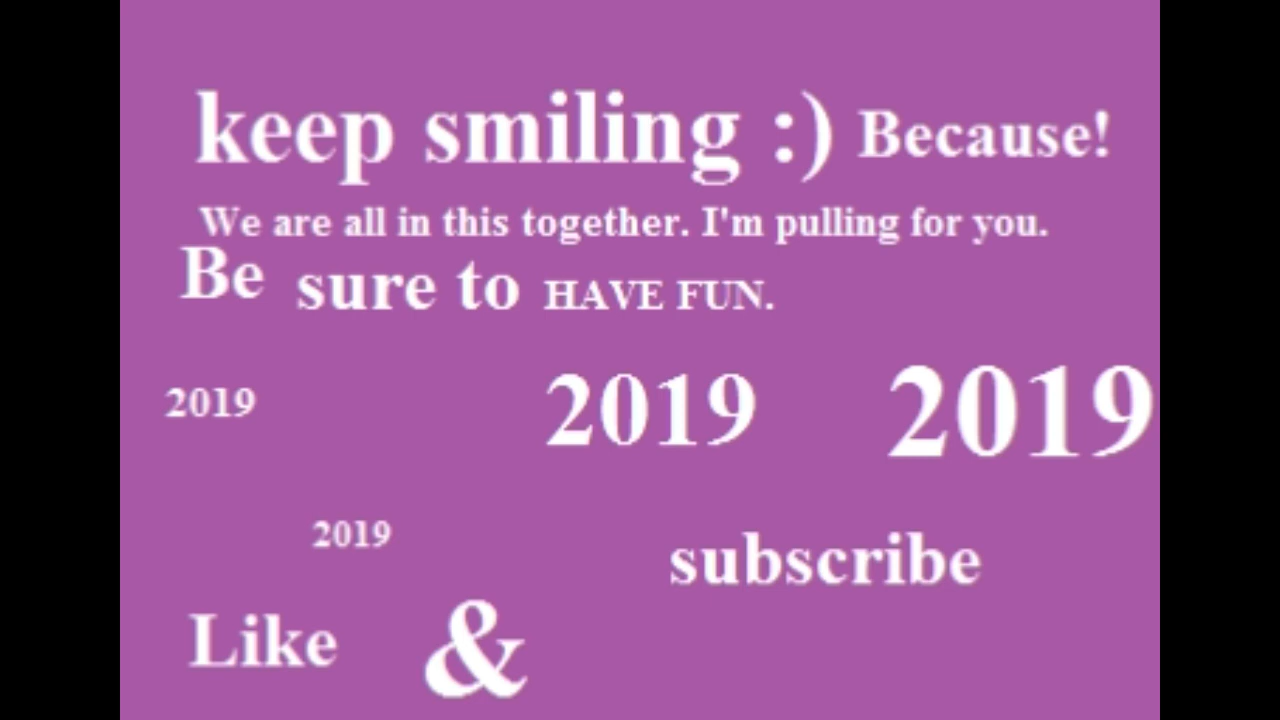 keep smiling :) Because!
We are all in this together. I'm pulling for you.
Be sure to HAVE FUN.
2019 2019 2019
2019 subscribe
Like &